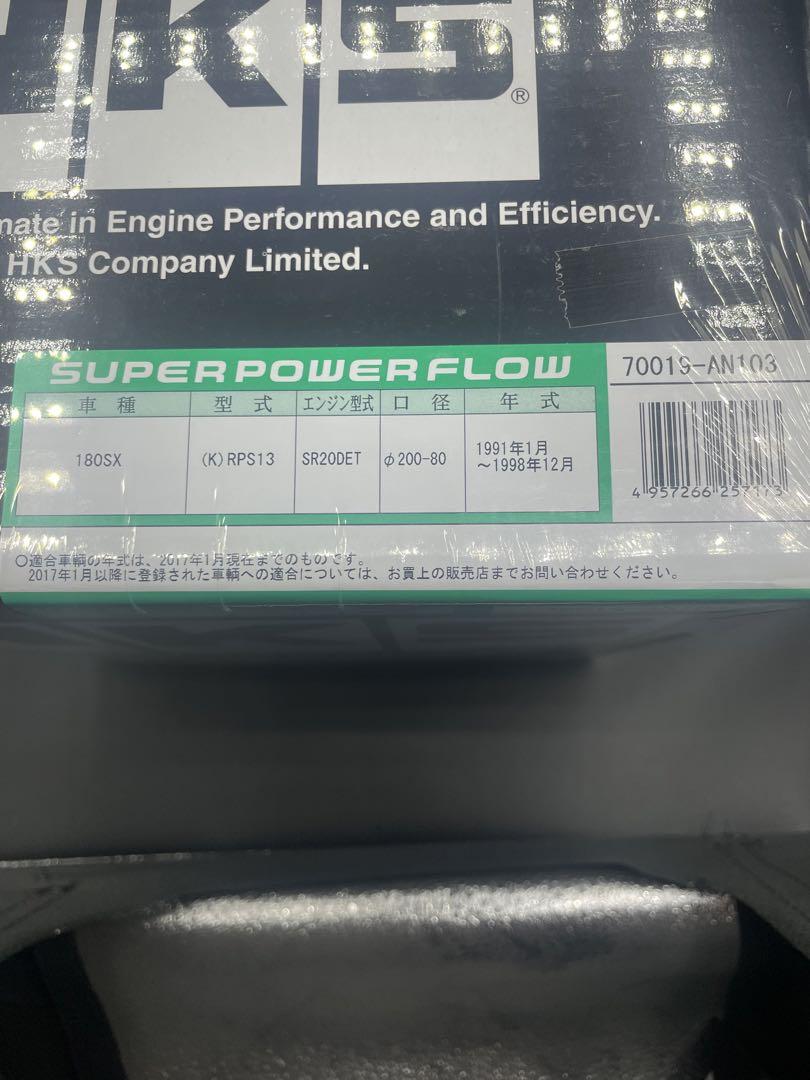 HKS®
mate in Engine Performance and Efficiency.
HKS Company Limited.
SUPER POWER FLOW
70019-AN103
車種 型式 エンジン型式 口径 年式
180SX (K)RPS13 SR20DET φ200-80 1991年1月
～1998年12月
4 957266 257173
○適合車輌の年式は、2017年1月現在までのものです。
2017年1月以降に登録された車輌への適合については、お買上の販売店までお問い合わせください。